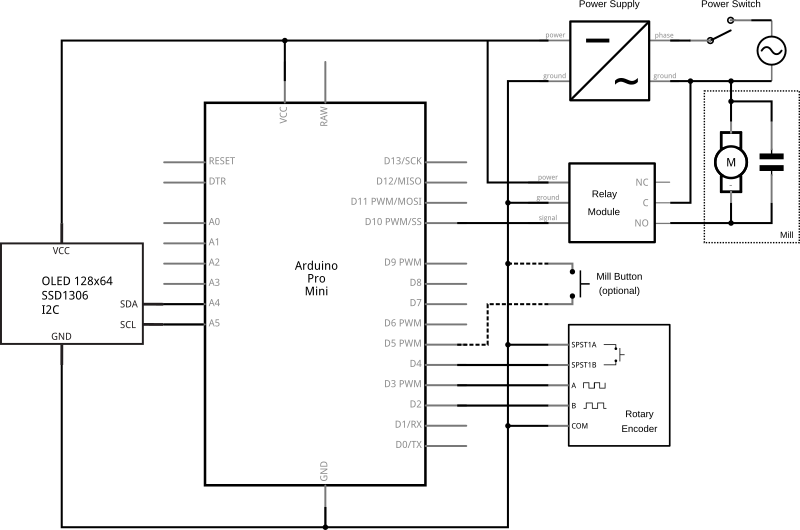 Power Supply
Power Switch
power
phase
ground
ground
VCC
RAW
RESET
DTR
A0
A1
A2
A3
A4
A5
D13/SCK
D12/MISO
D11 PWM/MOSI
D10 PWM/SS
D9 PWM
D8
D7
D6 PWM
D5 PWM
D4
D3 PWM
D2
D1/RX
D0/TX
GND
Arduino
Pro
Mini
VCC
OLED 128x64
SSD1306
I2C
SDA
SCL
GND
power
ground
signal
Relay
Module
NC
C
NO
M
-
Mill
Mill Button
(optional)
SPST1A
SPST1B
A
B
COM
Rotary
Encoder